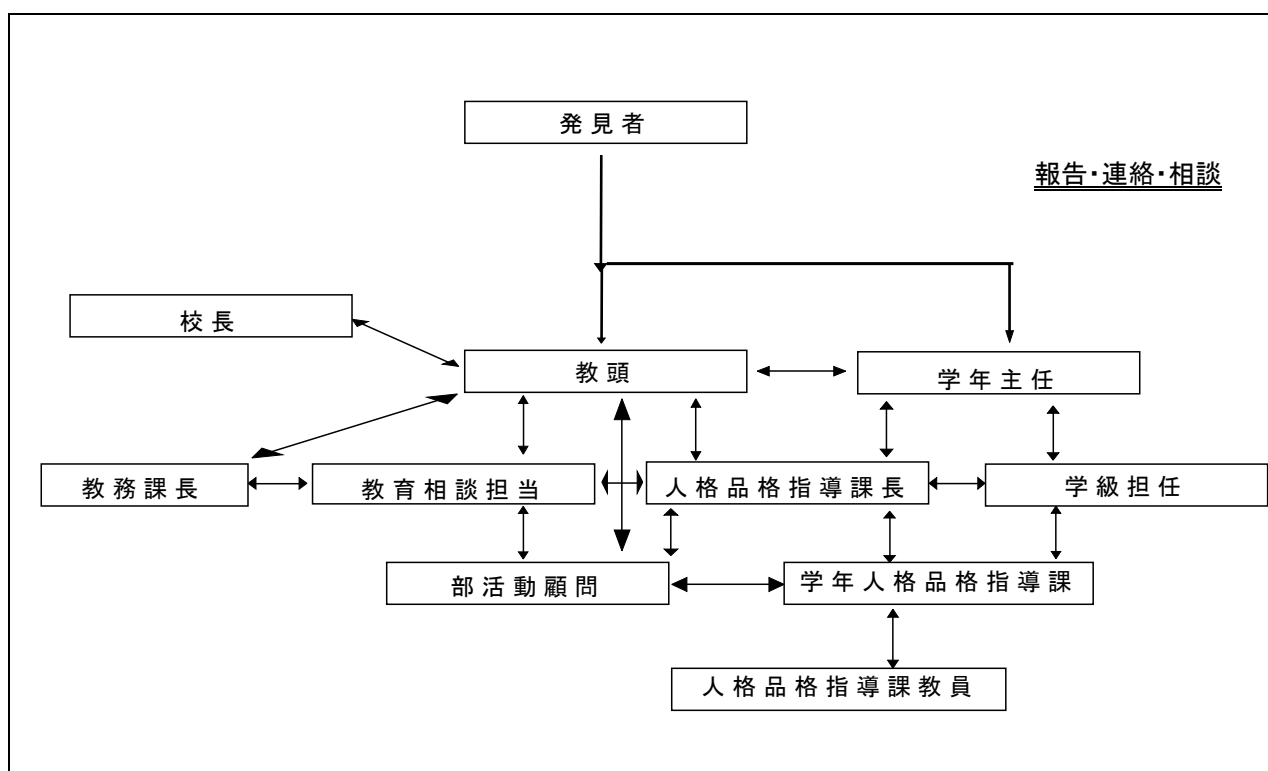 発見者
報告・連絡・相談
校長
教頭
学年主任
教務課長
教育相談担当
人格品格指導課長
学級担任
部活動顧問
学年人格品格指導課
人格品格指導課教員